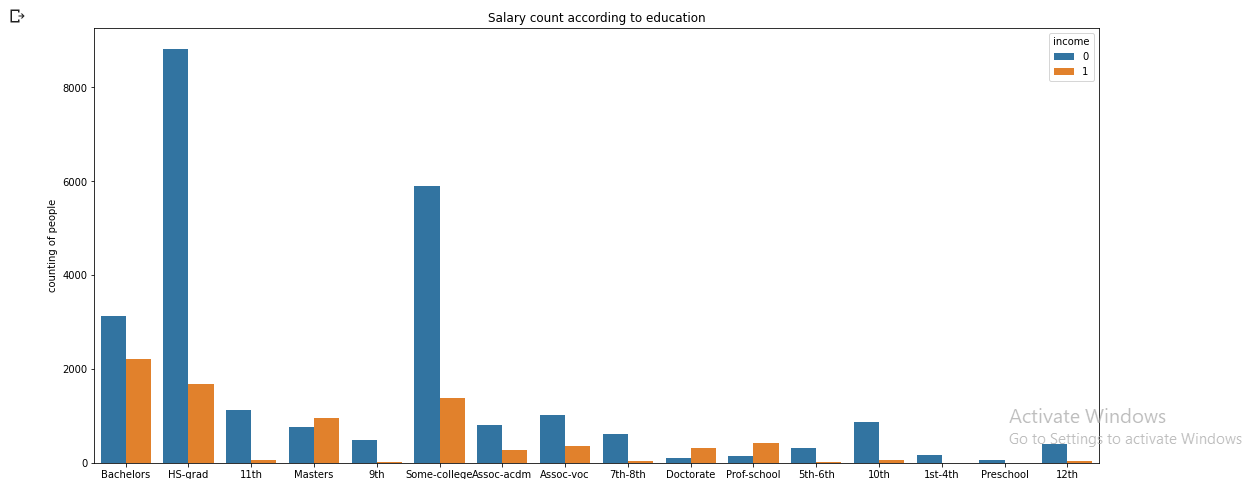 Salary count according to education
income
0
1
8000
6000
4000
2000
0
counting of people
Bachelors HS-grad 11th Masters 9th Some-college Assoc-acdm Assoc-voc 7th-8th Doctorate Prof-school 5th-6th 10th 1st-4th Preschool 12th
Activate Windows
Go to Settings to activate Windows